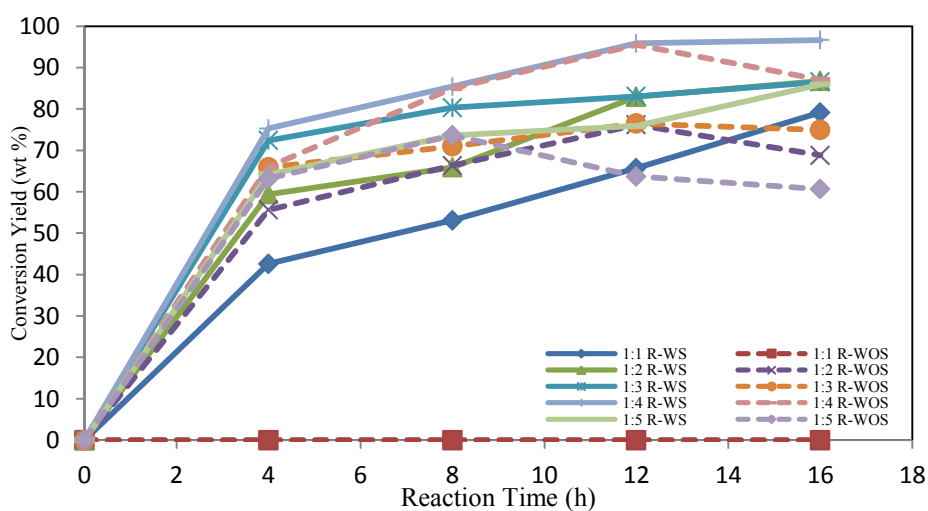 100
90
80
70
60
50
40
30
20
10
0
Conversion Yield (wt %)
1:1 R-WS 1:1 R-WOS
1:2 R-WS 1:2 R-WOS
1:3 R-WS 1:3 R-WOS
1:4 R-WS 1:4 R-WOS
1:5 R-WS 1:5 R-WOS
0 2 4 6 8 10 12 14 16 18
Reaction Time (h)